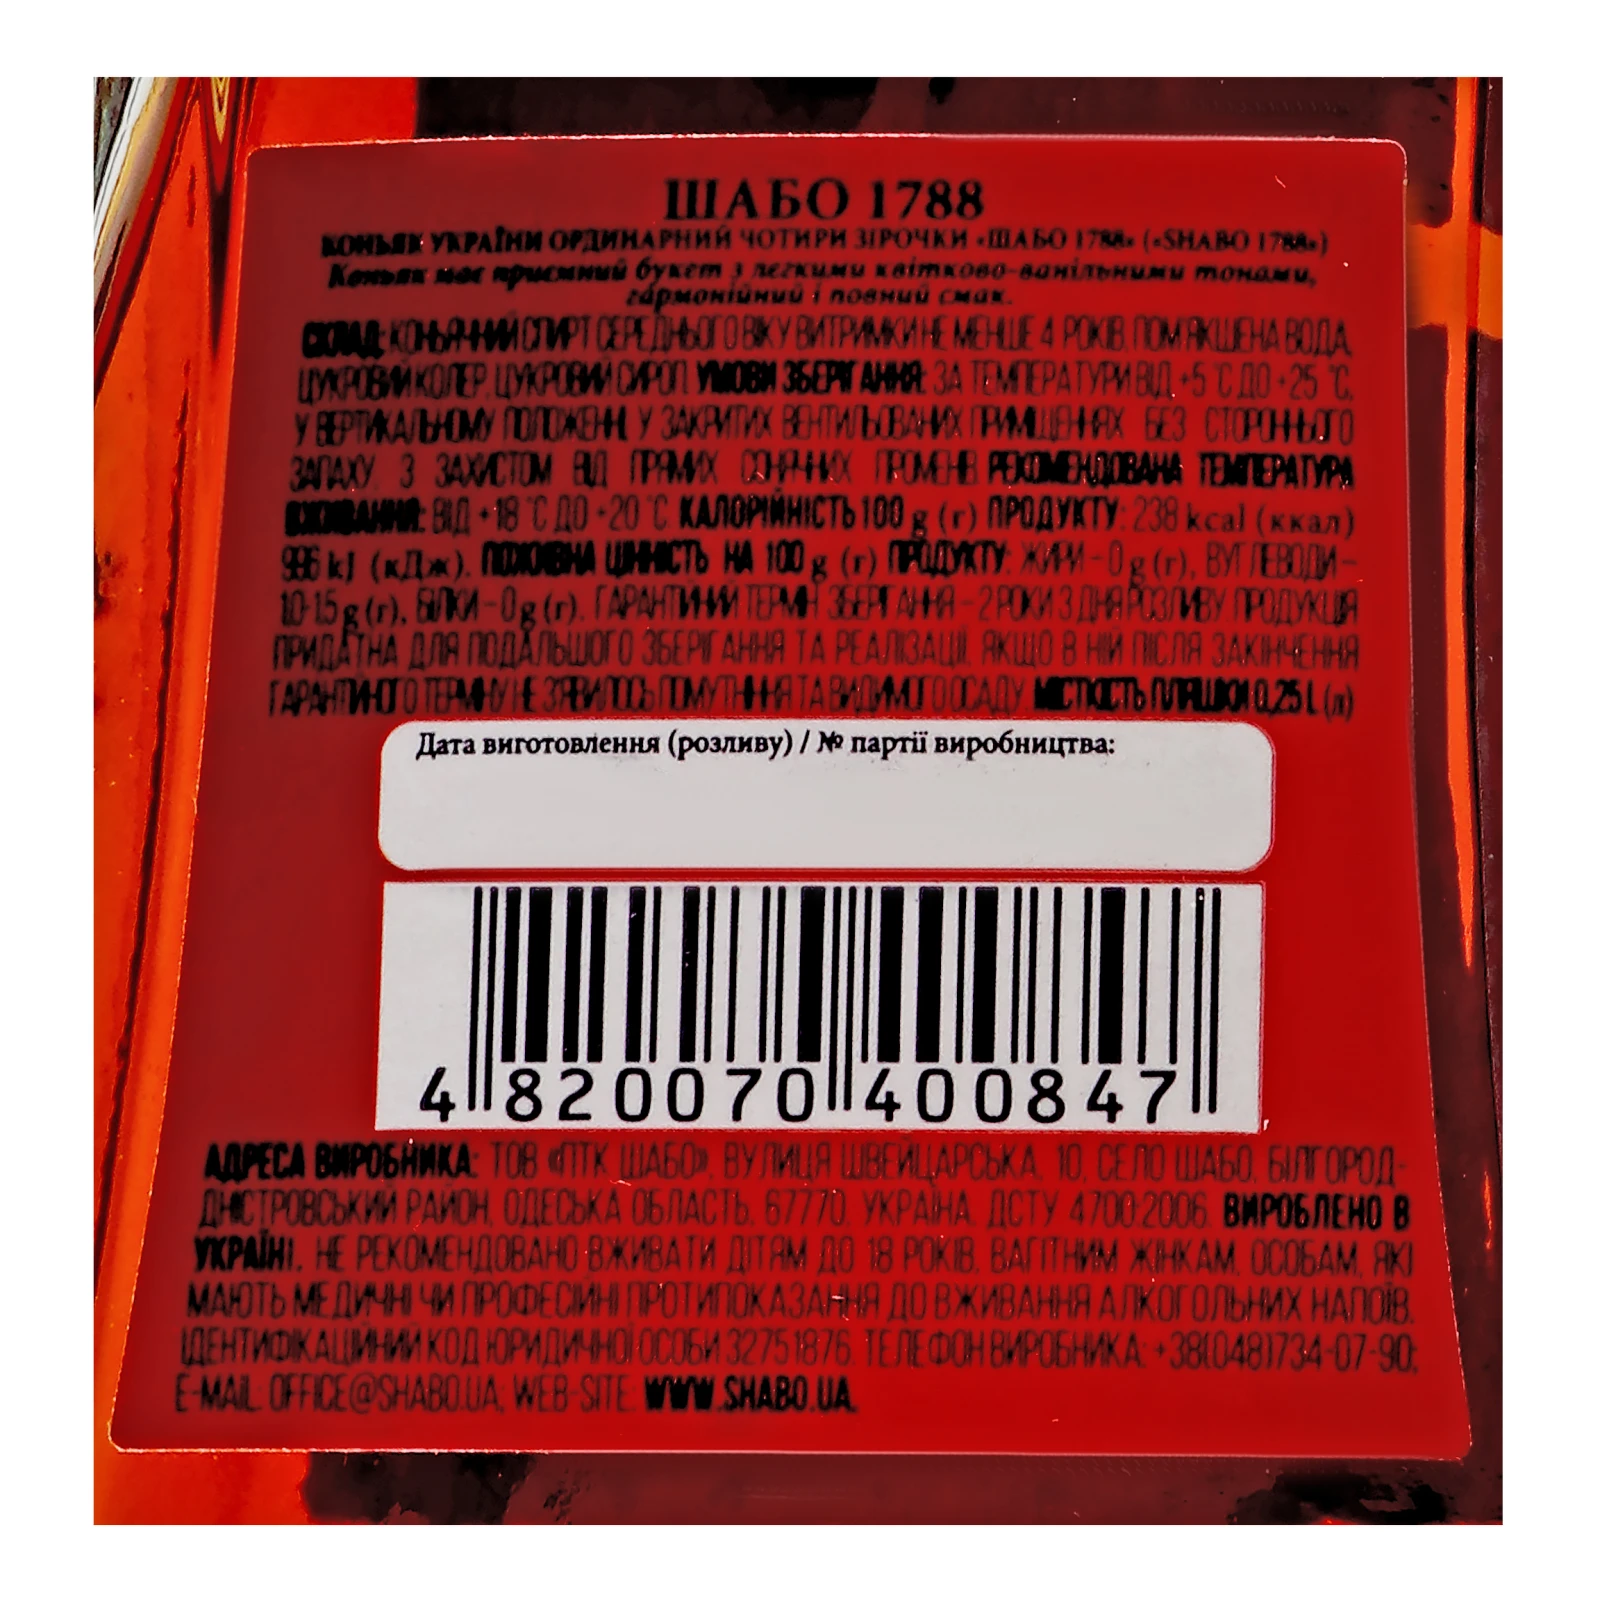 ШАБО 1788
КОНЬЯК УКРАЇНИ ОРДИНАРНИЙ ЧОТИРИ ЗІРОЧКИ «ШАБО 1788» («SHABO 1788»)
Коньяк має приємний букет з легкими квітково-ванільними тонами,
гармонійний і повний смак.
СКЛАД: КОНЬЯЧНИЙ СПИРТ СЕРЕДНЬОГО ВІКУ ВИТРИМКИ НЕ МЕНШЕ 4 РОКІВ, ПОМ'ЯКШЕНА ВОДА,
ЦУКРОВИЙ КОЛЕР, ЦУКРОВИЙ СИРОП. УМОВИ ЗБЕРІГАННЯ: ЗА ТЕМПЕРАТУРИ ВІД +5 °С ДО +25 °С,
У ВЕРТИКАЛЬНОМУ ПОЛОЖЕННІ, У ЗАКРИТИХ ВЕНТИЛЬОВАНИХ ПРИМІЩЕННЯХ БЕЗ СТОРОННЬОГО
ЗАПАХУ, З ЗАХИСТОМ ВІД ПРЯМИХ СОНЯЧНИХ ПРОМЕНІВ. РЕКОМЕНДОВАНА ТЕМПЕРАТУРА
ВЖИВАННЯ: ВІД +18 °С ДО +20 °С. КАЛОРІЙНІСТЬ 100 g (г) ПРОДУКТУ: 238 kcal (ккал)
996 kJ (кДж). ПОЖИВНА ЦІННІСТЬ НА 100 g (г) ПРОДУКТУ: ЖИРИ – 0 g (г), ВУГЛЕВОДИ –
1,0-1,5 g (г), БІЛКИ – 0 g (г). ГАРАНТІЙНИЙ ТЕРМІН ЗБЕРІГАННЯ – 2 РОКИ З ДНЯ РОЗЛИВУ. ПРОДУКЦІЯ
ПРИДАТНА ДЛЯ ПОДАЛЬШОГО ЗБЕРІГАННЯ ТА РЕАЛІЗАЦІЇ, ЯКЩО В НІЙ ПІСЛЯ ЗАКІНЧЕННЯ
ГАРАНТІЙНОГО ТЕРМІНУ НЕ З'ЯВИЛОСЬ ПОМУТНІННЯ ТА ВИДИМОГО ОСАДУ. МІСТКІСТЬ ПЛЯШКИ 0,25 L (л)
Дата виготовлення (розливу) / № партії виробництва:
4 820070 400847
АДРЕСА ВИРОБНИКА: ТОВ «ПТК ШАБО», ВУЛИЦЯ ШВЕЙЦАРСЬКА, 10, СЕЛО ШАБО, БІЛГОРОД-
ДНІСТРОВСЬКИЙ РАЙОН, ОДЕСЬКА ОБЛАСТЬ, 67770, УКРАЇНА. ДСТУ 4700:2006. ВИРОБЛЕНО В
УКРАЇНІ. НЕ РЕКОМЕНДОВАНО ВЖИВАТИ ДІТЯМ ДО 18 РОКІВ, ВАГІТНИМ ЖІНКАМ, ОСОБАМ, ЯКІ
МАЮТЬ МЕДИЧНІ ЧИ ПРОФЕСІЙНІ ПРОТИПОКАЗАННЯ ДО ВЖИВАННЯ АЛКОГОЛЬНИХ НАПОЇВ.
ІДЕНТИФІКАЦІЙНИЙ КОД ЮРИДИЧНОЇ ОСОБИ 32751876. ТЕЛЕФОН ВИРОБНИКА: +38(048)734-07-90;
E-MAIL: OFFICE@SHABO.UA, WEB-SITE: WWW.SHABO.UA.